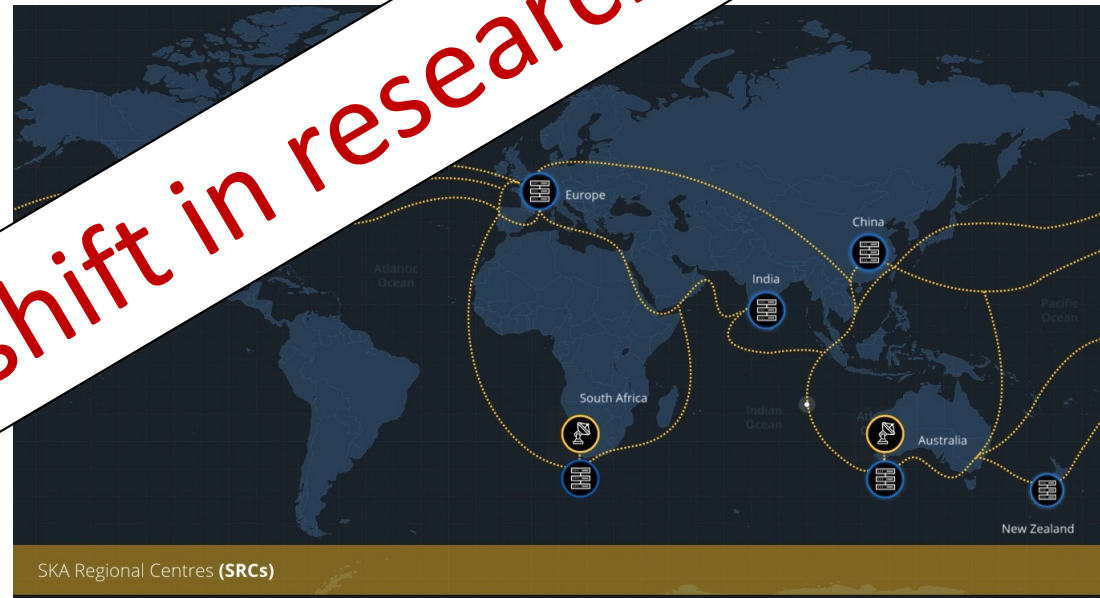 shift in researc
Europe
China
India
Atlantic
Ocean
Pacific
Ocean
South Africa
Indian
Ocean
Australia
New Zealand
SKA Regional Centres (SRCs)